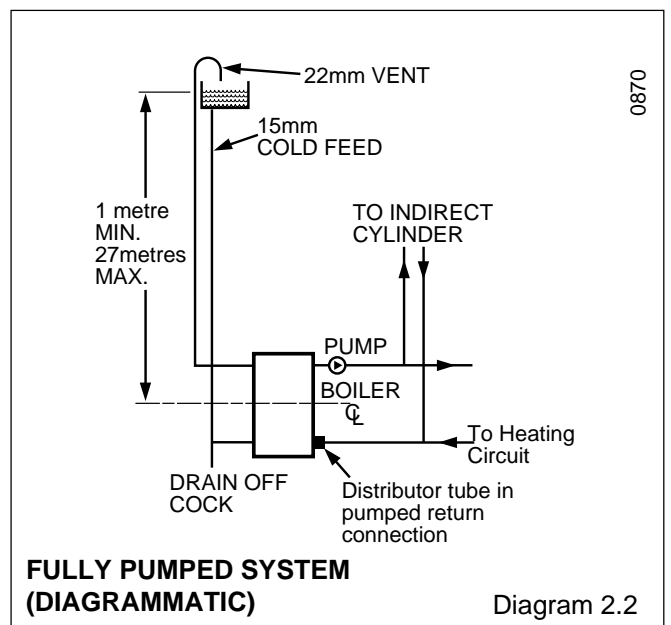 22mm VENT
0870
15mm
COLD FEED
1 metre
MIN.
27metres
MAX.
TO INDIRECT
CYLINDER
PUMP
BOILER
℄
To Heating
Circuit
DRAIN OFF
COCK
Distributor tube in
pumped return
connection
FULLY PUMPED SYSTEM
(DIAGRAMMATIC)
Diagram 2.2